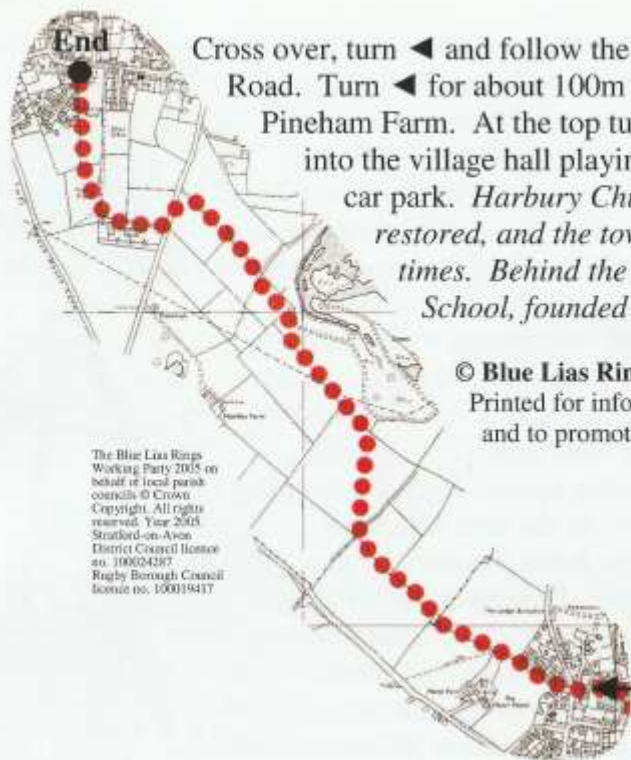 End
Cross over, turn ◄ and follow the
Road. Turn ◄ for about 100m
Pineham Farm. At the top tu
into the village hall playin
car park. Harbury Chu
restored, and the tow
times. Behind the
School, founded
© Blue Lias Rin
Printed for info
and to promot
The Blue Lias Rings
Working Party 2005 on
behalf of local parish
councils © Crown
Copyright. All rights
reserved. Year 2005.
Stratford-on-Avon
District Council licence
no. 100024287
Rugby Borough Council
licence no. 100019417